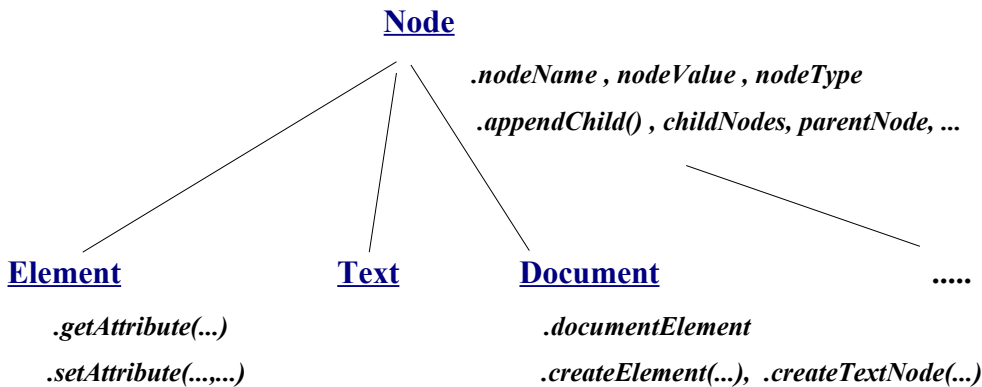 Node
.nodeName , nodeValue , nodeType
.appendChild() , childNodes, parentNode, ...
Element Text Document .....
.getAttribute(...) .documentElement
.setAttribute(...,...) .createElement(...), .createTextNode(...)